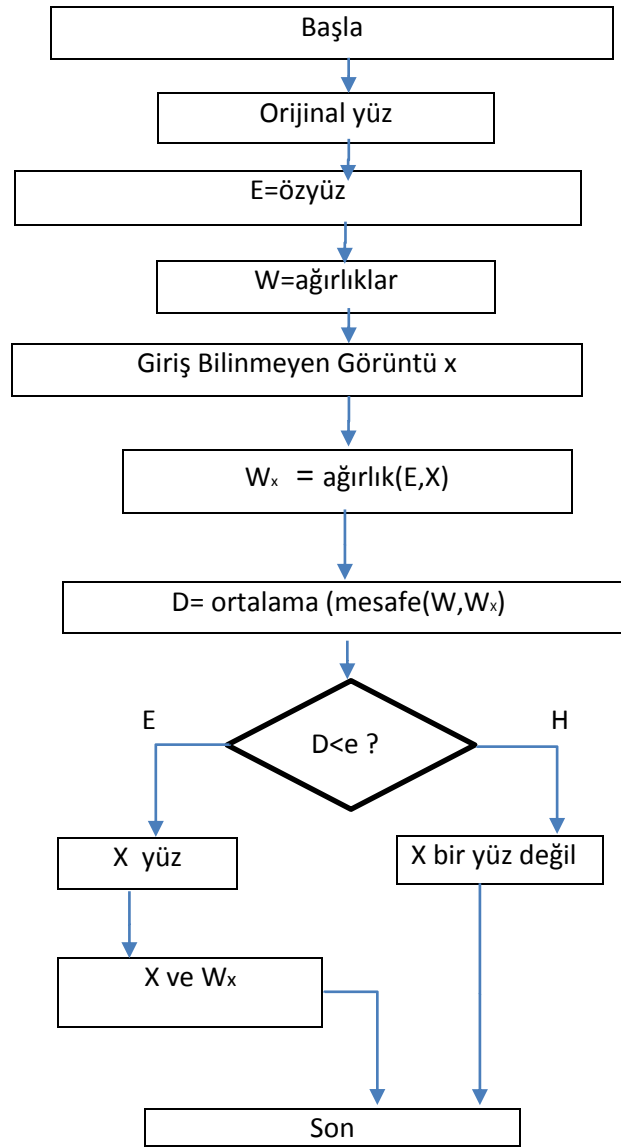 Başla
Orijinal yüz
E=özyüz
W=ağırlıklar
Giriş Bilinmeyen Görüntü x
Wₓ = ağırlık(E,X)
D= ortalama (mesafe(W,Wₓ)
E
H
D<e ?
X yüz
X bir yüz değil
X ve Wₓ
Son